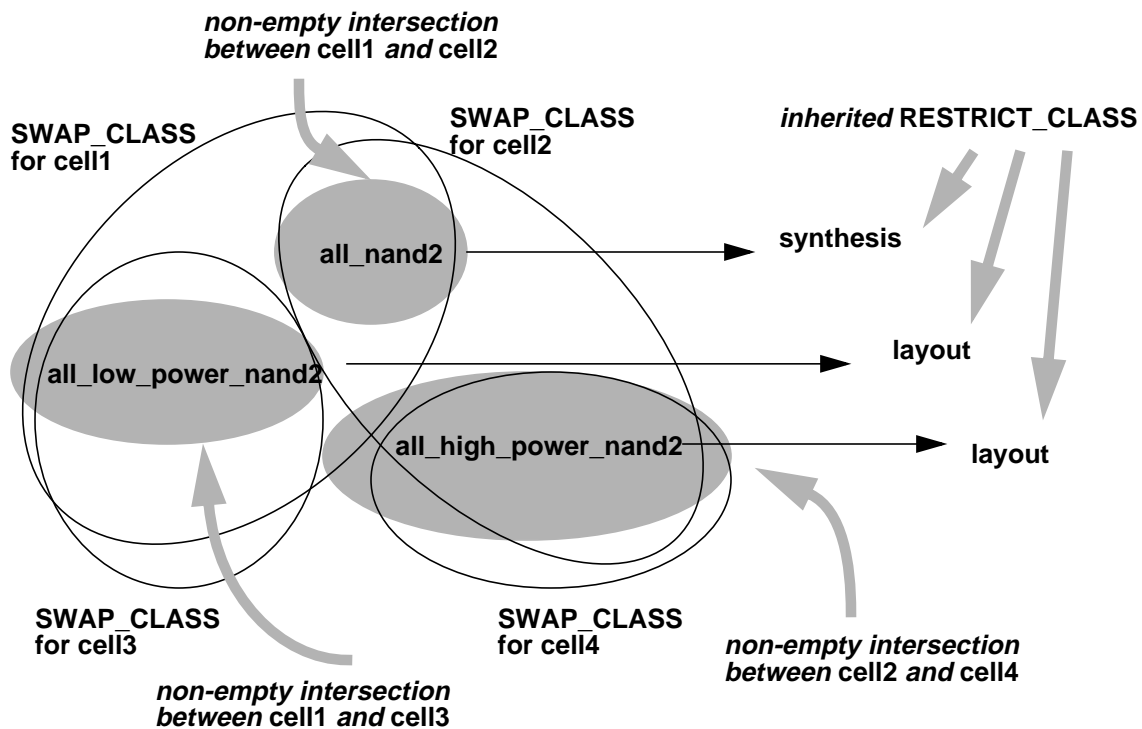 non-empty intersection
between cell1 and cell2
SWAP_CLASS
for cell1
SWAP_CLASS
for cell2
inherited RESTRICT_CLASS
all_nand2
synthesis
all_low_power_nand2
layout
all_high_power_nand2
layout
SWAP_CLASS
for cell3
SWAP_CLASS
for cell4
non-empty intersection
between cell2 and cell4
non-empty intersection
between cell1 and cell3